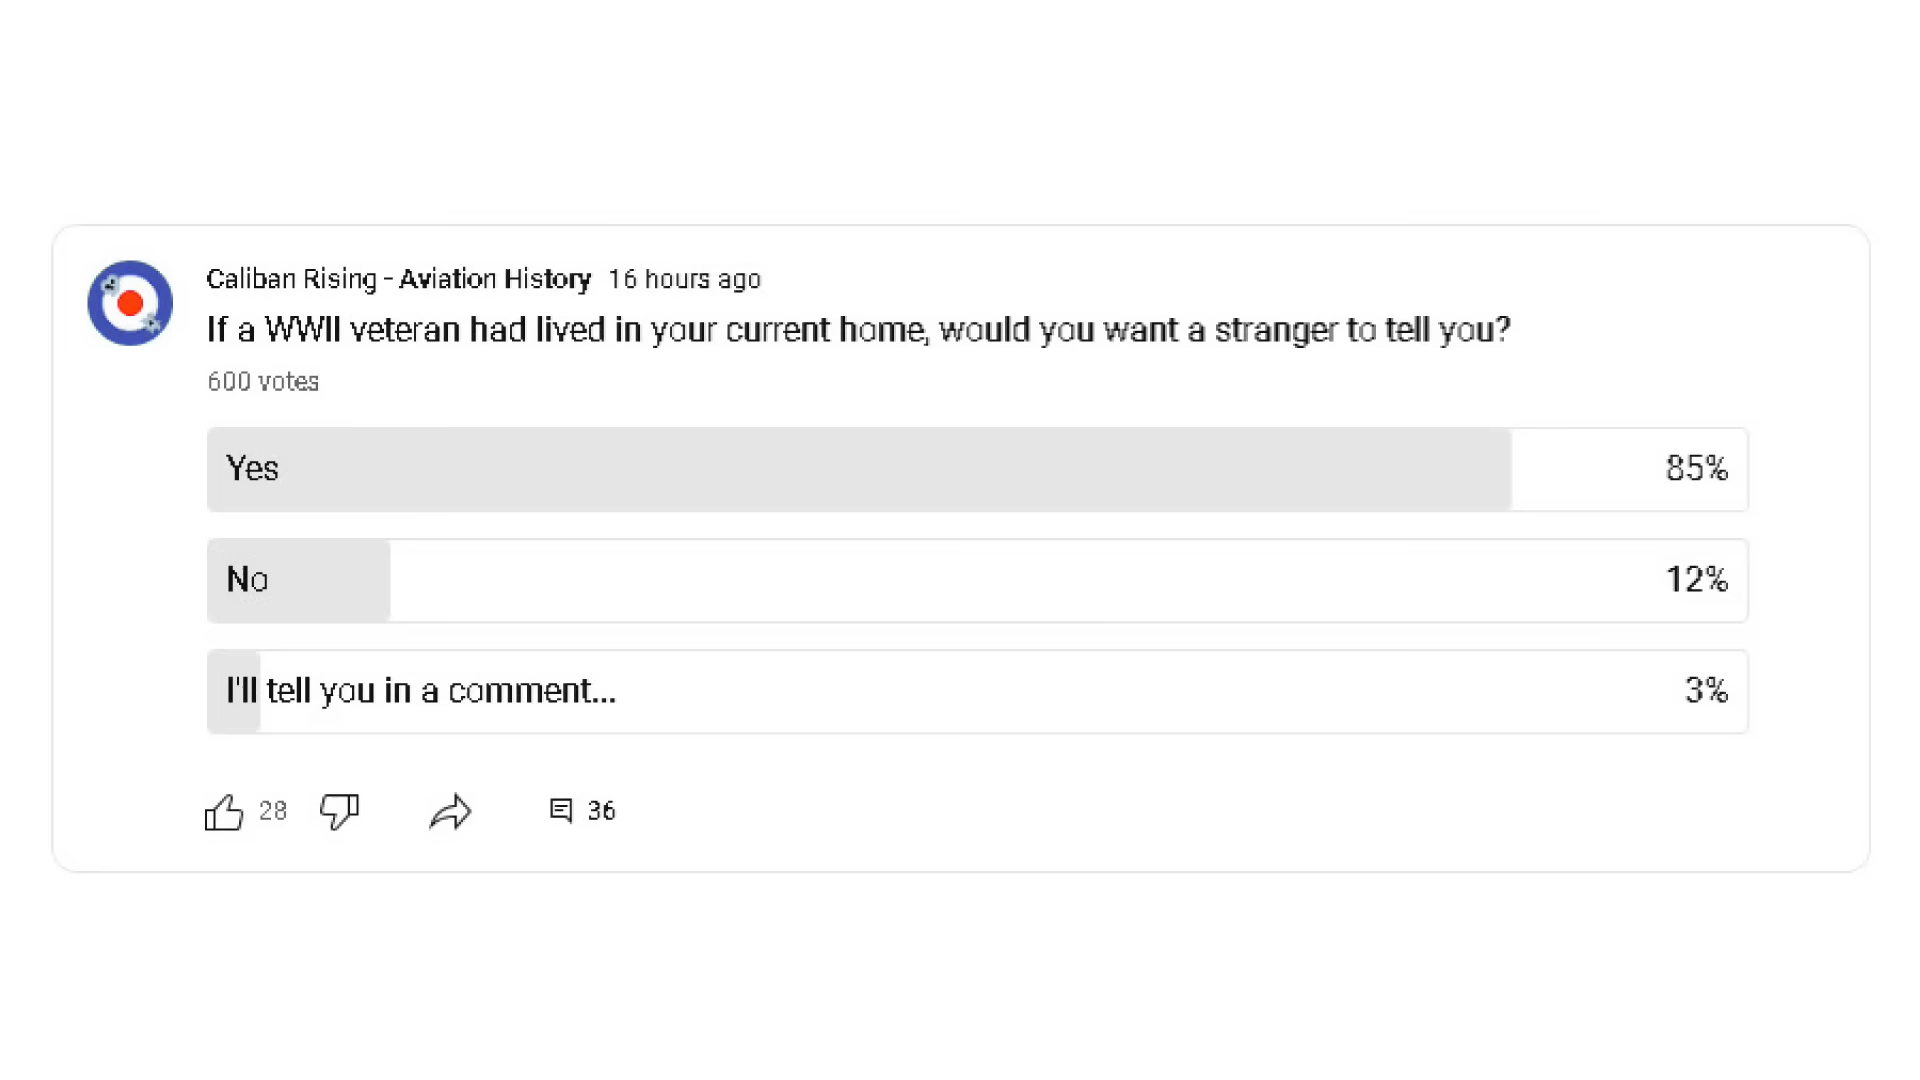 Caliban Rising - Aviation History 16 hours ago
If a WWII veteran had lived in your current home, would you want a stranger to tell you?
600 votes
Yes 85%
No 12%
I'll tell you in a comment... 3%
28 36